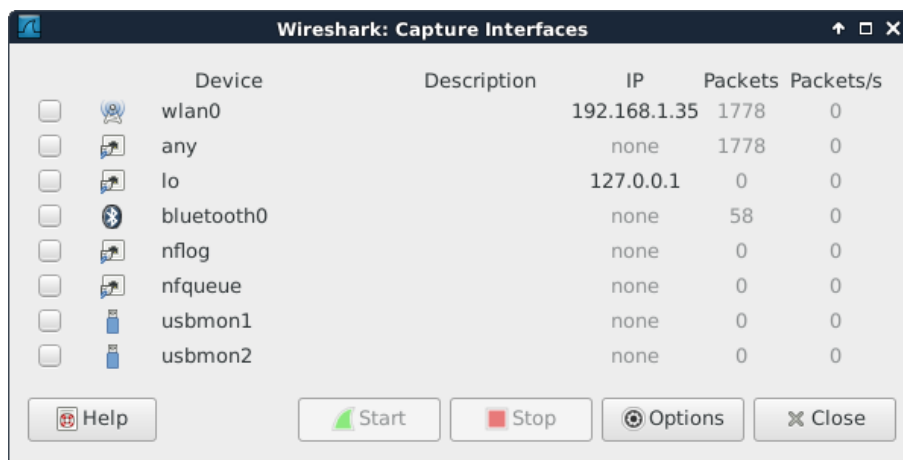 Wireshark: Capture Interfaces
Device Description IP Packets Packets/s
wlan0 192.168.1.35 1778 0
any none 1778 0
lo 127.0.0.1 0 0
bluetooth0 none 58 0
nflog none 0 0
nfqueue none 0 0
usbmon1 none 0 0
usbmon2 none 0 0
Help Start Stop Options Close